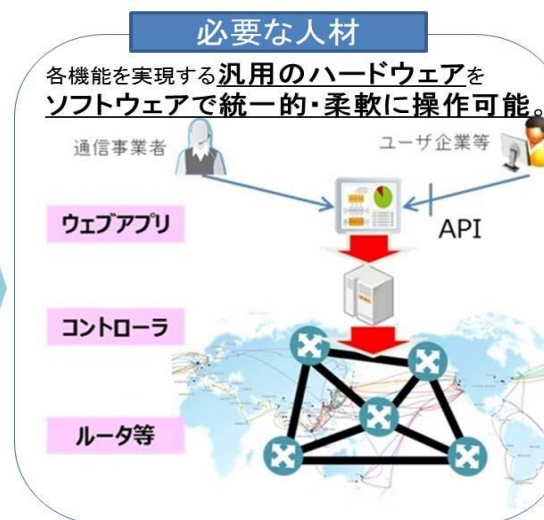 必要な人材
各機能を実現する汎用のハードウェアを
ソフトウェアで統一的・柔軟に操作可能。
通信事業者
ユーザ企業等
ウェブアプリ
API
コントローラ
ルータ等